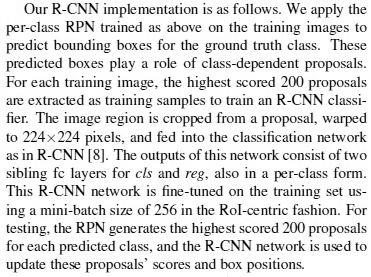 Our R-CNN implementation is as follows. We apply the
per-class RPN trained as above on the training images to
predict bounding boxes for the ground truth class. These
predicted boxes play a role of class-dependent proposals.
For each training image, the highest scored 200 proposals
are extracted as training samples to train an R-CNN classi-
fier. The image region is cropped from a proposal, warped
to 224×224 pixels, and fed into the classification network
as in R-CNN [8]. The outputs of this network consist of two
sibling fc layers for cls and reg, also in a per-class form.
This R-CNN network is fine-tuned on the training set us-
ing a mini-batch size of 256 in the RoI-centric fashion. For
testing, the RPN generates the highest scored 200 proposals
for each predicted class, and the R-CNN network is used to
update these proposals' scores and box positions.